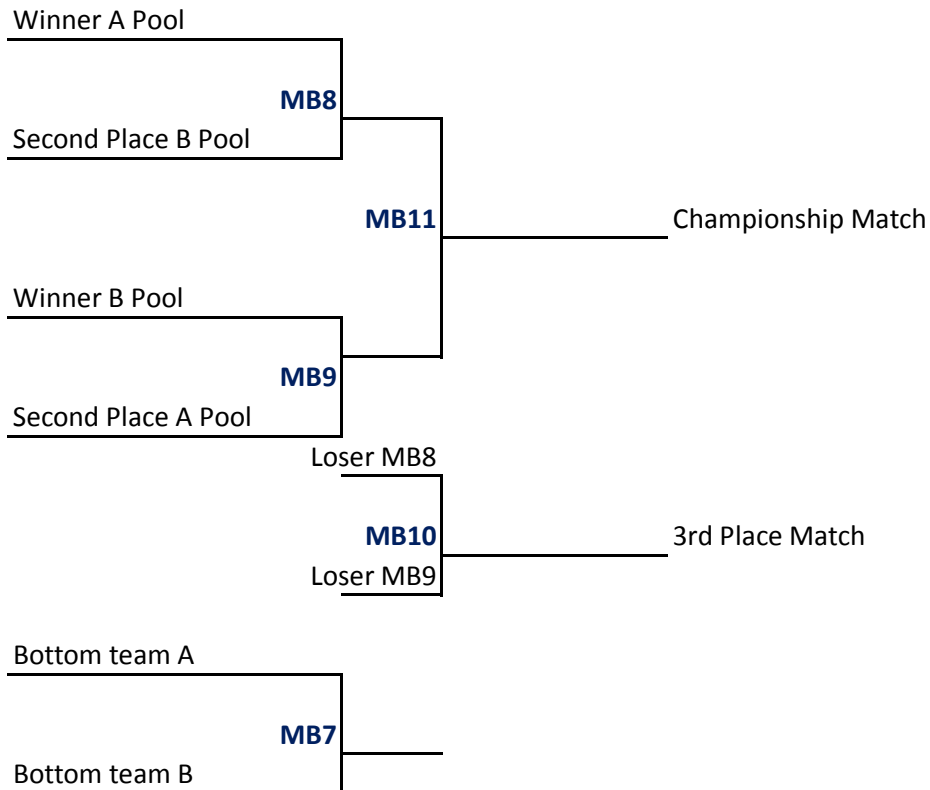 Winner A Pool
MB8
Second Place B Pool
MB11
Championship Match
Winner B Pool
MB9
Second Place A Pool
Loser MB8
MB10
3rd Place Match
Loser MB9
Bottom team A
MB7
Bottom team B